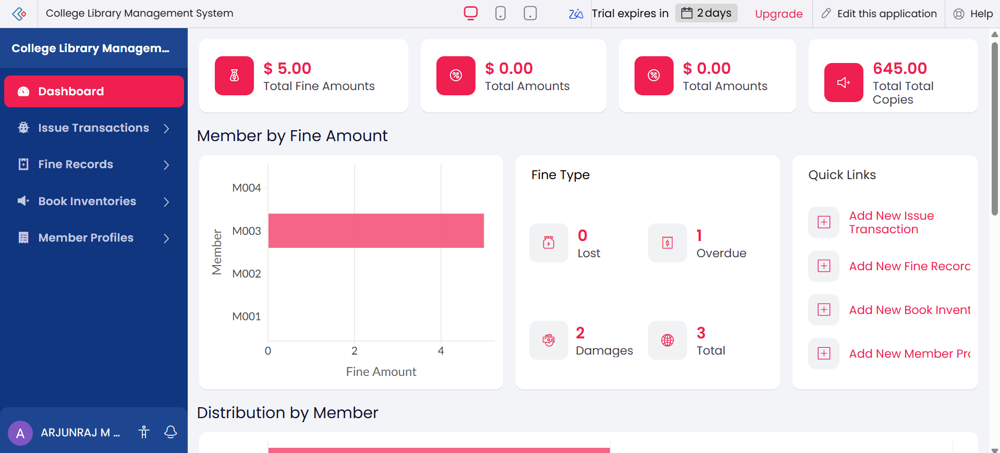 College Library Management System
Trial expires in
2 days
Upgrade
Edit this application
Help
College Library Managem...
Dashboard
Issue Transactions
Fine Records
Book Inventories
Member Profiles
ARJUNRAJ M ...
A
$ 5.00
Total Fine Amounts
$ 0.00
Total Amounts
$ 0.00
Total Amounts
645.00
Total Total
Copies
Member by Fine Amount
M004
M003
M002
M001
Member
0
2
4
Fine Amount
Fine Type
0
Lost
1
Overdue
2
Damages
3
Total
Quick Links
Add New Issue
Transaction
Add New Fine Recorc
Add New Book Invent
Add New Member Prc
Distribution by Member